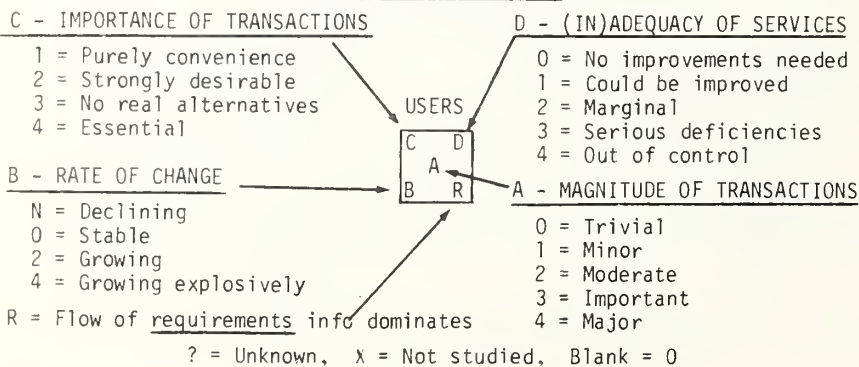 C - IMPORTANCE OF TRANSACTIONS
1 = Purely convenience
2 = Strongly desirable
3 = No real alternatives
4 = Essential
D - (IN)ADEQUACY OF SERVICES
0 = No improvements needed
1 = Could be improved
2 = Marginal
3 = Serious deficiencies
4 = Out of control
USERS
C D
A
B R
B - RATE OF CHANGE
N = Declining
0 = Stable
2 = Growing
4 = Growing explosively
A - MAGNITUDE OF TRANSACTIONS
0 = Trivial
1 = Minor
2 = Moderate
3 = Important
4 = Major
R = Flow of requirements info dominates
? = Unknown, X = Not studied, Blank = 0